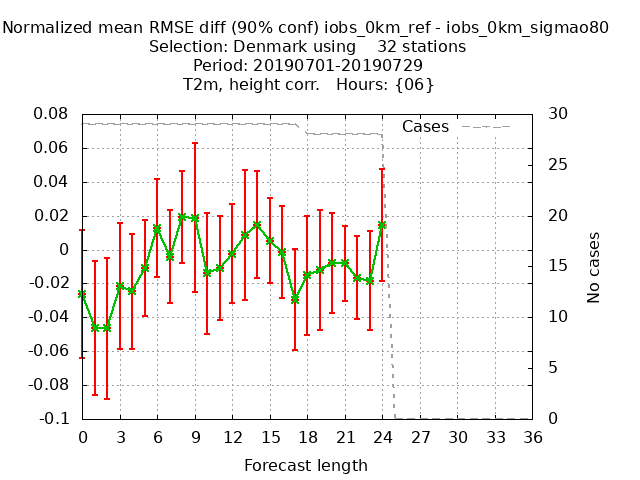 Normalized mean RMSE diff (90% conf) iobs_0km_ref - iobs_0km_sigmao80
Selection: Denmark using    32 stations
Period: 20190701-20190729
T2m, height corr.   Hours: {06}
Cases
0.08
0.06
0.04
0.02
0
-0.02
-0.04
-0.06
-0.08
-0.1
30
25
20
15
10
5
0
No cases
0 3 6 9 12 15 18 21 24 27 30 33 36
Forecast length